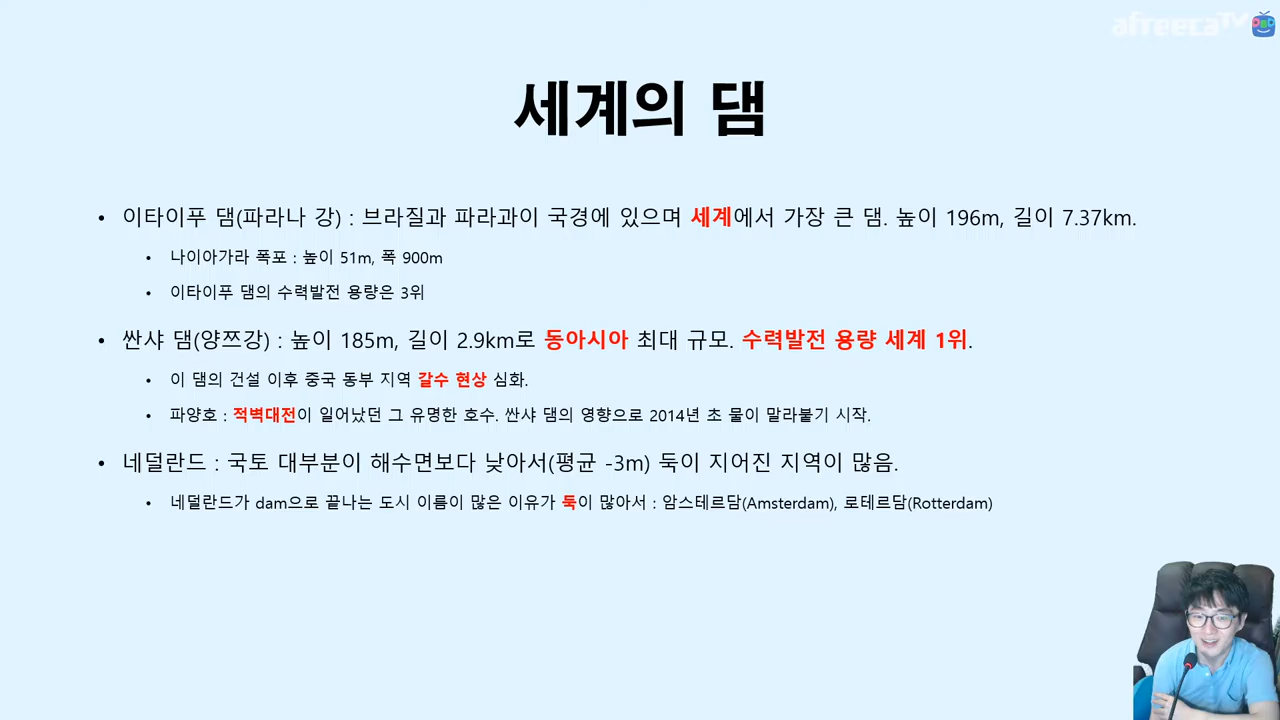 afreecaTV
세계의 댐
• 이타이푸 댐(파라나 강) : 브라질과 파라과이 국경에 있으며 세계에서 가장 큰 댐. 높이 196m, 길이 7.37km.
• 나이아가라 폭포 : 높이 51m, 폭 900m
• 이타이푸 댐의 수력발전 용량은 3위
• 싼샤 댐(양쯔강) : 높이 185m, 길이 2.9km로 동아시아 최대 규모. 수력발전 용량 세계 1위.
• 이 댐의 건설 이후 중국 동부 지역 갈수 현상 심화.
• 파양호 : 적벽대전이 일어났던 그 유명한 호수. 싼샤 댐의 영향으로 2014년 초 물이 말라붙기 시작.
• 네덜란드 : 국토 대부분이 해수면보다 낮아서(평균 -3m) 둑이 지어진 지역이 많음.
• 네덜란드가 dam으로 끝나는 도시 이름이 많은 이유가 둑이 많아서 : 암스테르담(Amsterdam), 로테르담(Rotterdam)